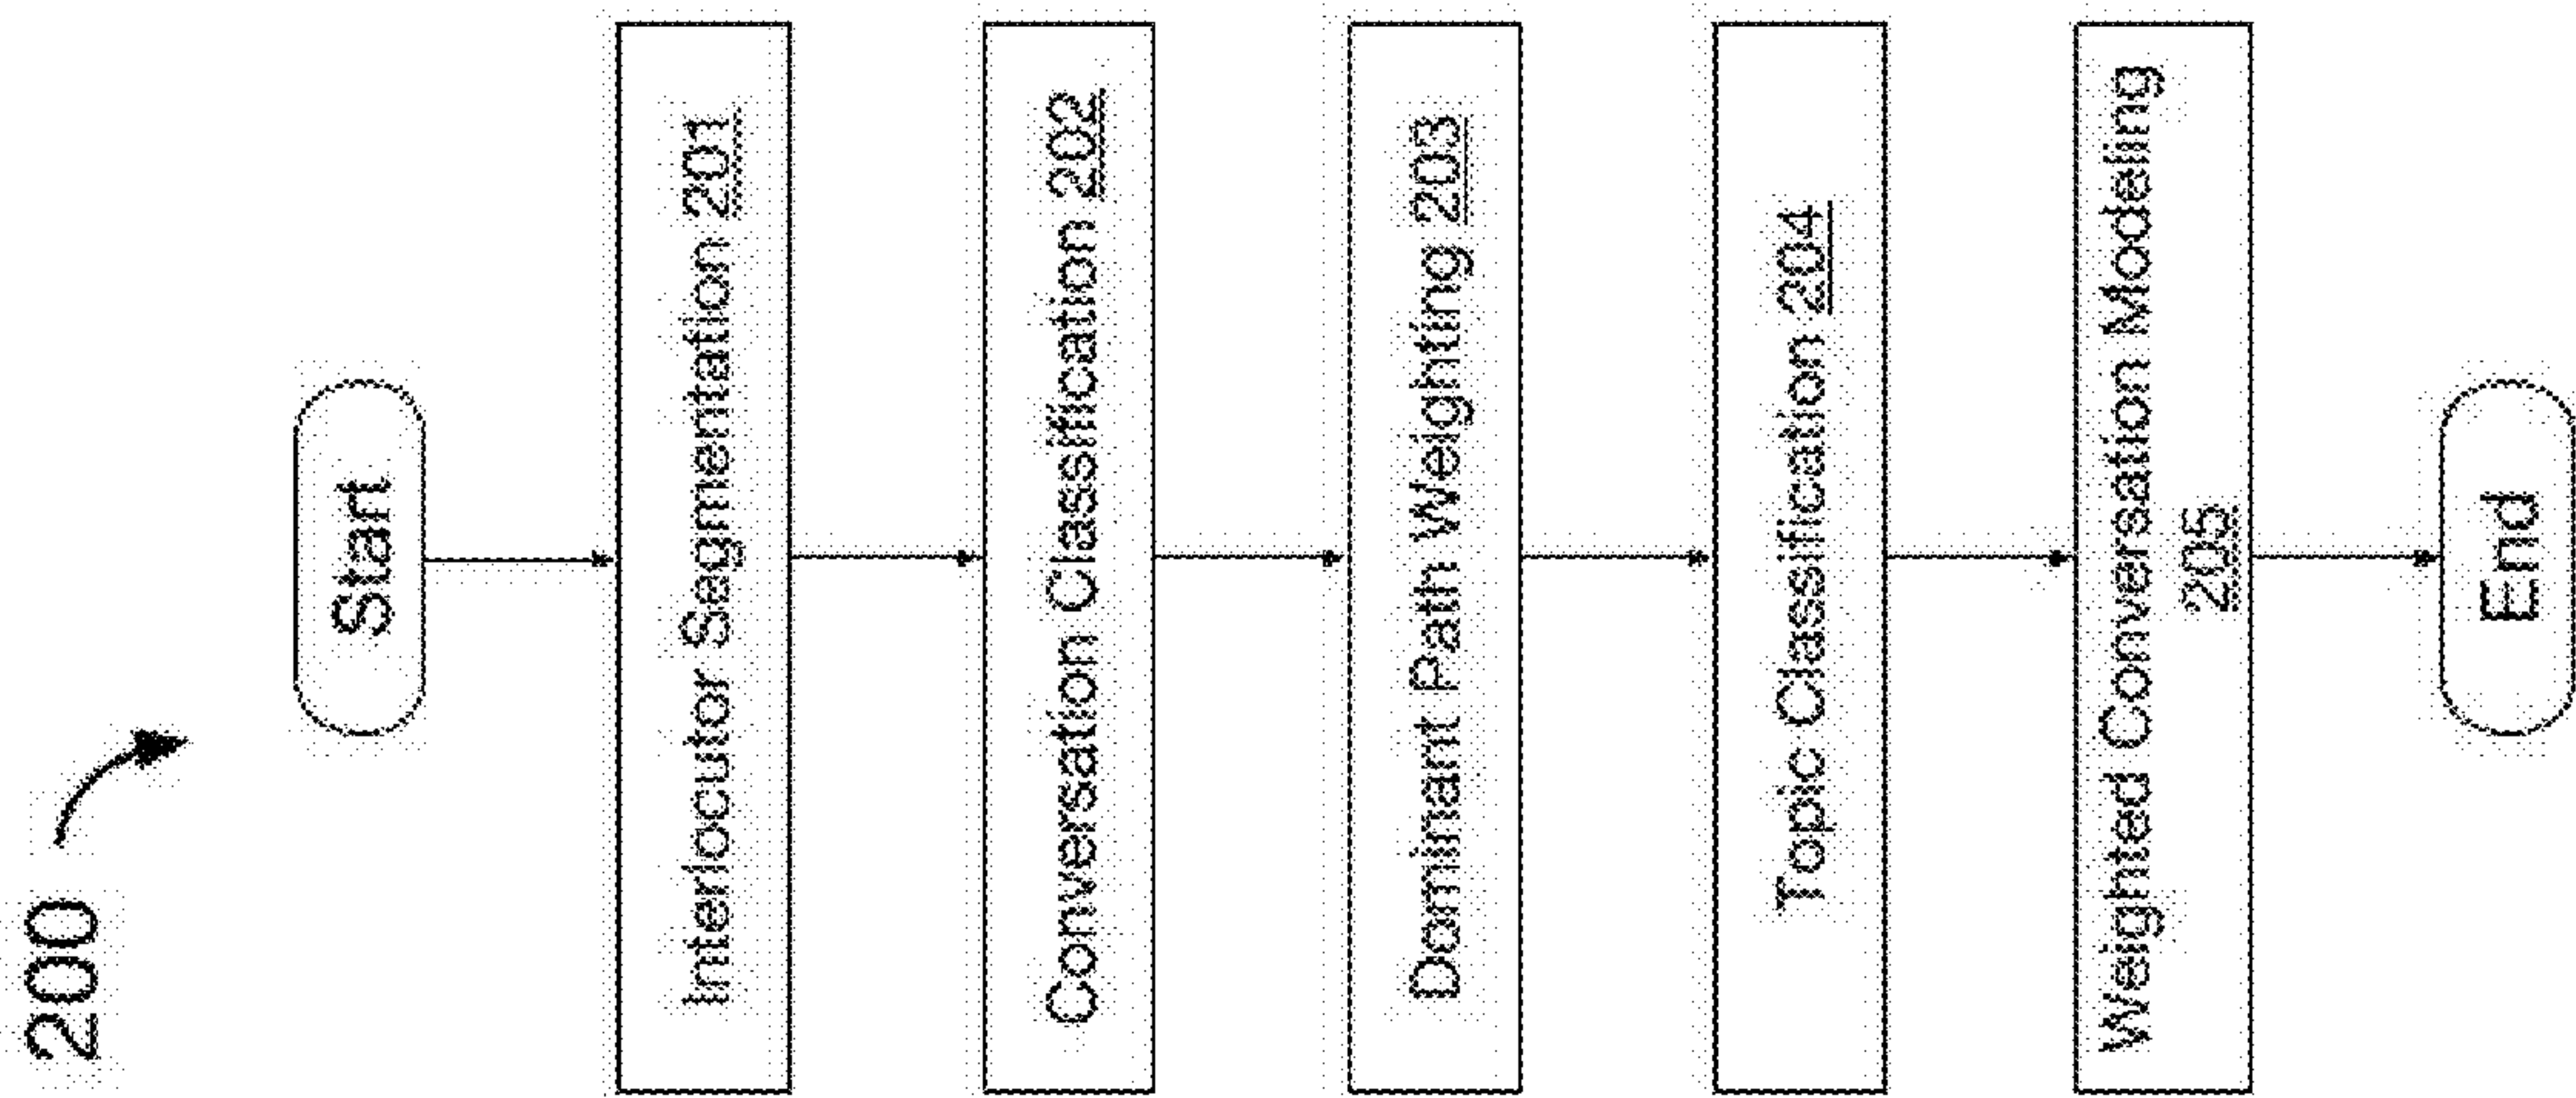 200
Start
Interlocutor Segmentation 201
Conversation Classification 202
Dominant Path Weighting 203
Topic Classification 204
Weighted Conversation Modeling
205
End